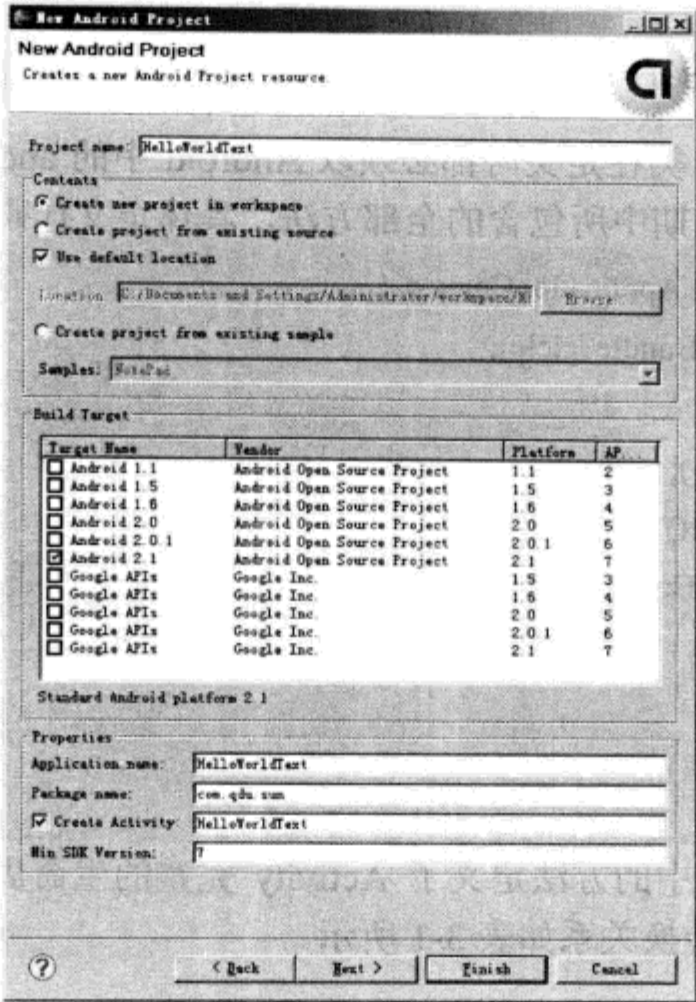 New Android Project
New Android Project
Creates a new Android Project resource.
Project name: HelloWorldText
Contents
Create new project in workspace
Create project from existing source
Use default location
Location C:/Documents and Settings/Administrator/workspace/
Browse...
Create project from existing sample
Samples: NotePad
Build Target
Target Name Vendor Platform AP...
Android 1.1 Android Open Source Project 1.1 2
Android 1.5 Android Open Source Project 1.5 3
Android 1.6 Android Open Source Project 1.6 4
Android 2.0 Android Open Source Project 2.0 5
Android 2.0.1 Android Open Source Project 2.0.1 6
Android 2.1 Android Open Source Project 2.1 7
Google APIs Google Inc. 1.5 3
Google APIs Google Inc. 1.6 4
Google APIs Google Inc. 2.0 5
Google APIs Google Inc. 2.0.1 6
Google APIs Google Inc. 2.1 7
Standard Android platform 2.1
Properties
Application name: HelloWorldText
Package name: com.qdu.sun
Create Activity: HelloWorldText
Min SDK Version: 7
? < Back Next > Finish Cancel